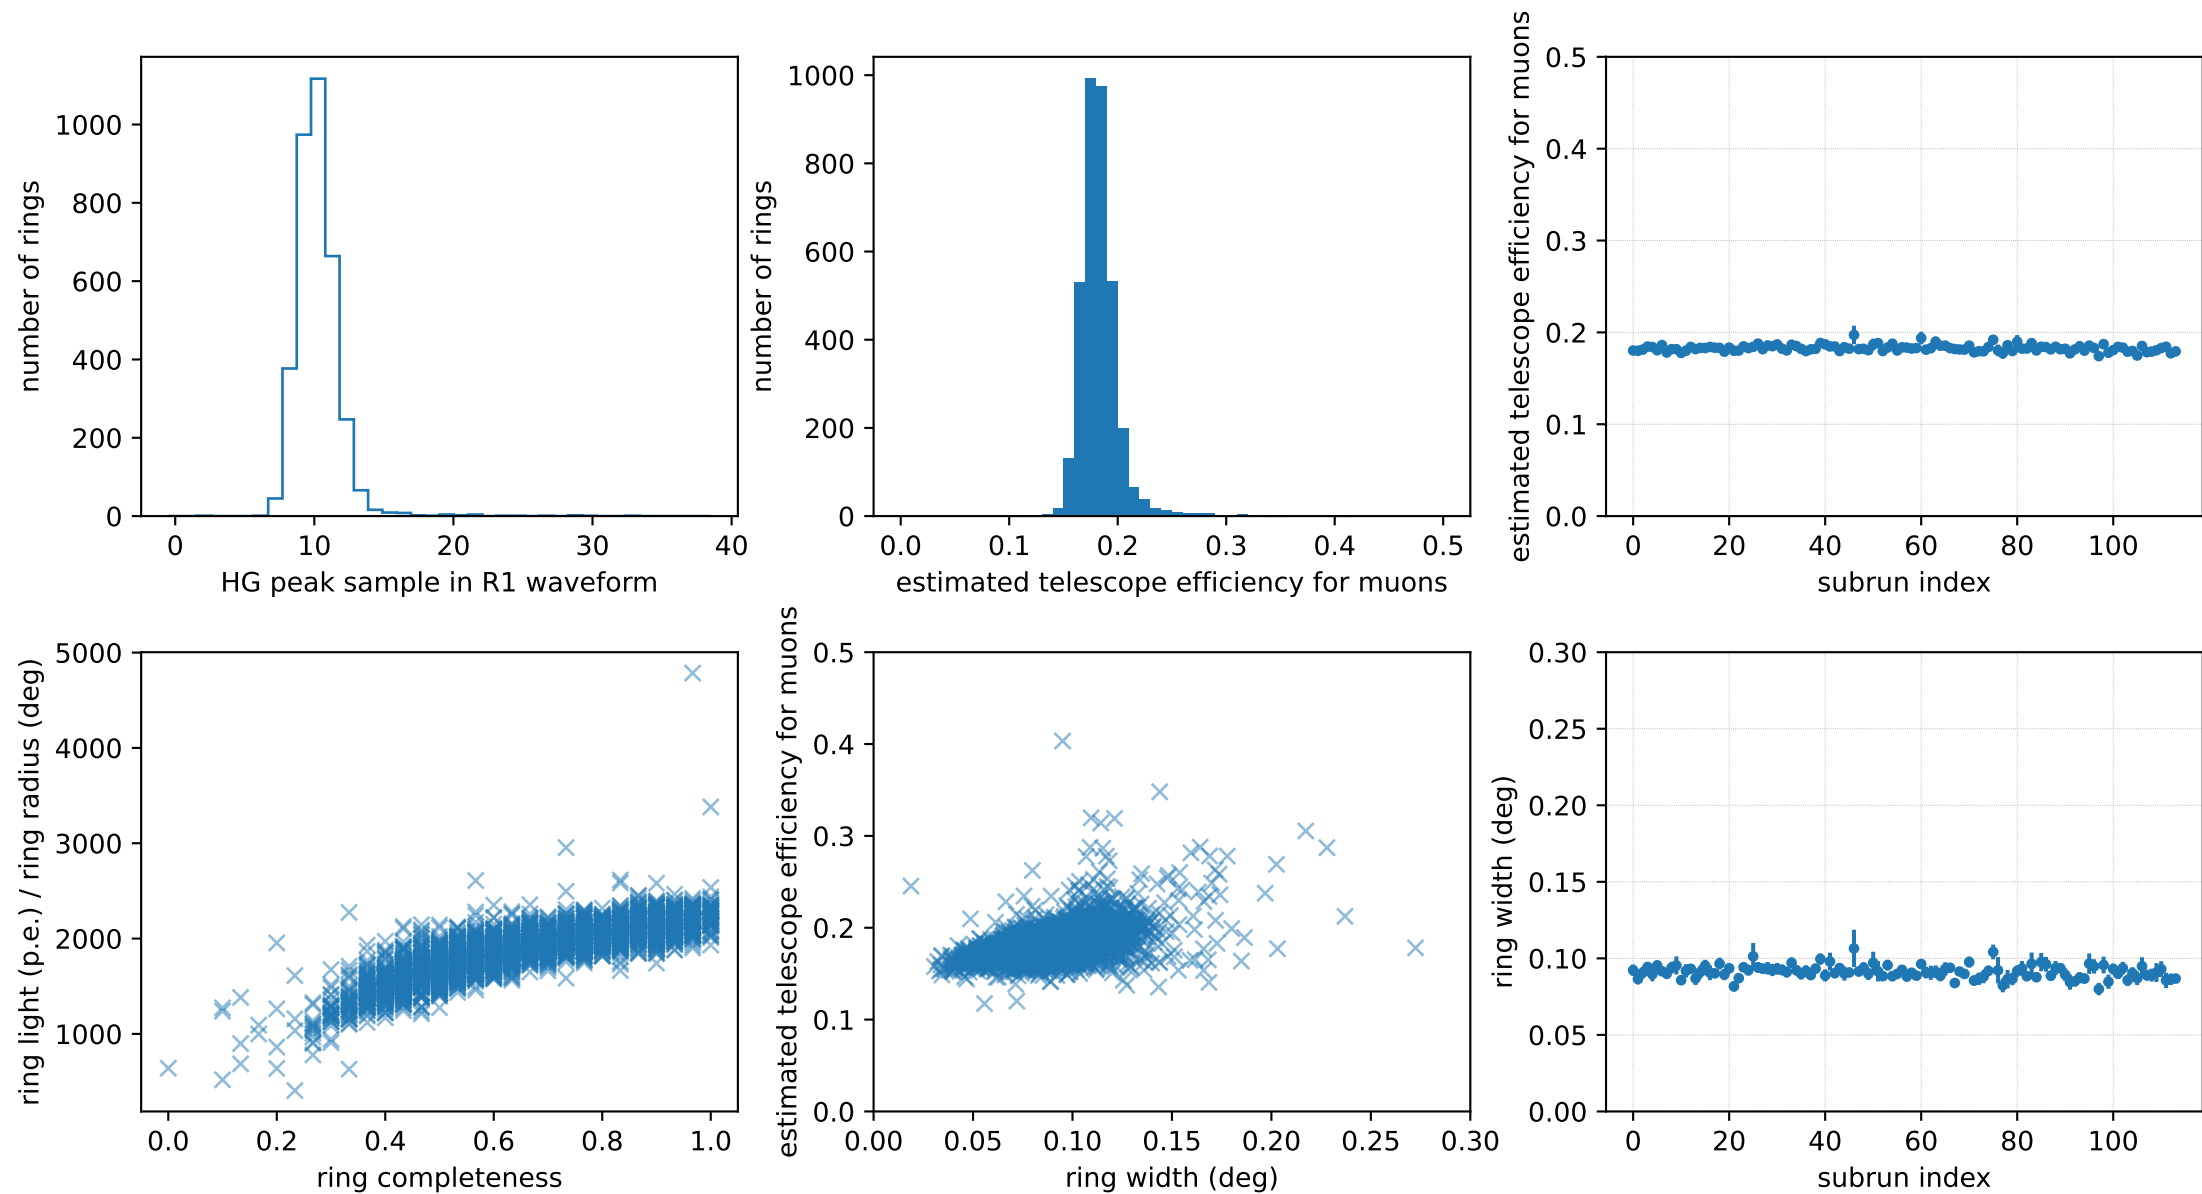 1000
800
600
400
200
0
number of rings
0 10 20 30 40
HG peak sample in R1 waveform
1000
800
600
400
200
0
number of rings
0.0 0.1 0.2 0.3 0.4 0.5
estimated telescope efficiency for muons
0.5
0.4
0.3
0.2
0.1
0.0
estimated telescope efficiency for muons
0 20 40 60 80 100
subrun index
5000
4000
3000
2000
1000
ring light (p.e.) / ring radius (deg)
0.0 0.2 0.4 0.6 0.8 1.0
ring completeness
0.5
0.4
0.3
0.2
0.1
0.0
estimated telescope efficiency for muons
0.00 0.05 0.10 0.15 0.20 0.25 0.30
ring width (deg)
0.30
0.25
0.20
0.15
0.10
0.05
0.00
ring width (deg)
0 20 40 60 80 100
subrun index